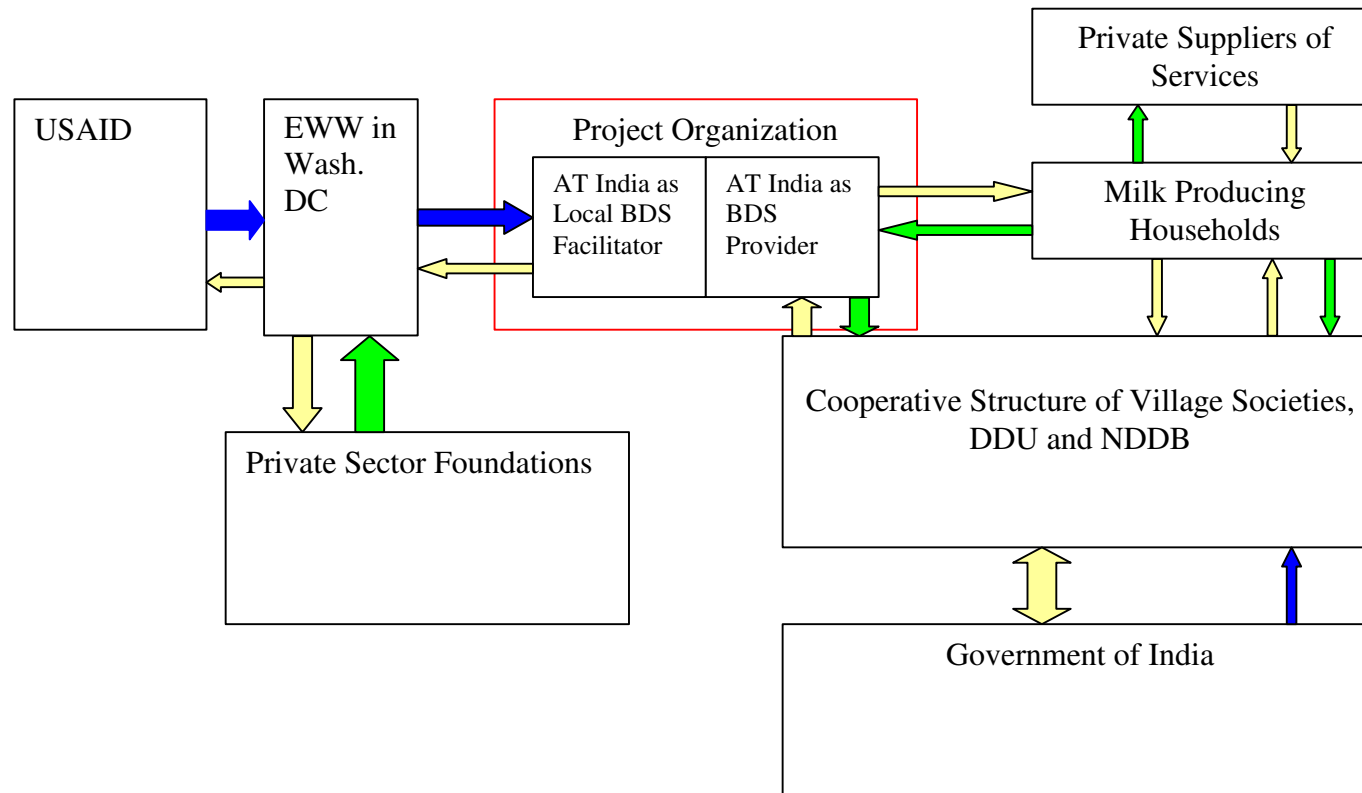 Private Suppliers of
Services
USAID
EWW in
Wash.
DC
Project Organization
AT India as
Local BDS
Facilitator
AT India as
BDS
Provider
Milk Producing
Households
Cooperative Structure of Village Societies,
DDU and NDDB
Private Sector Foundations
Government of India